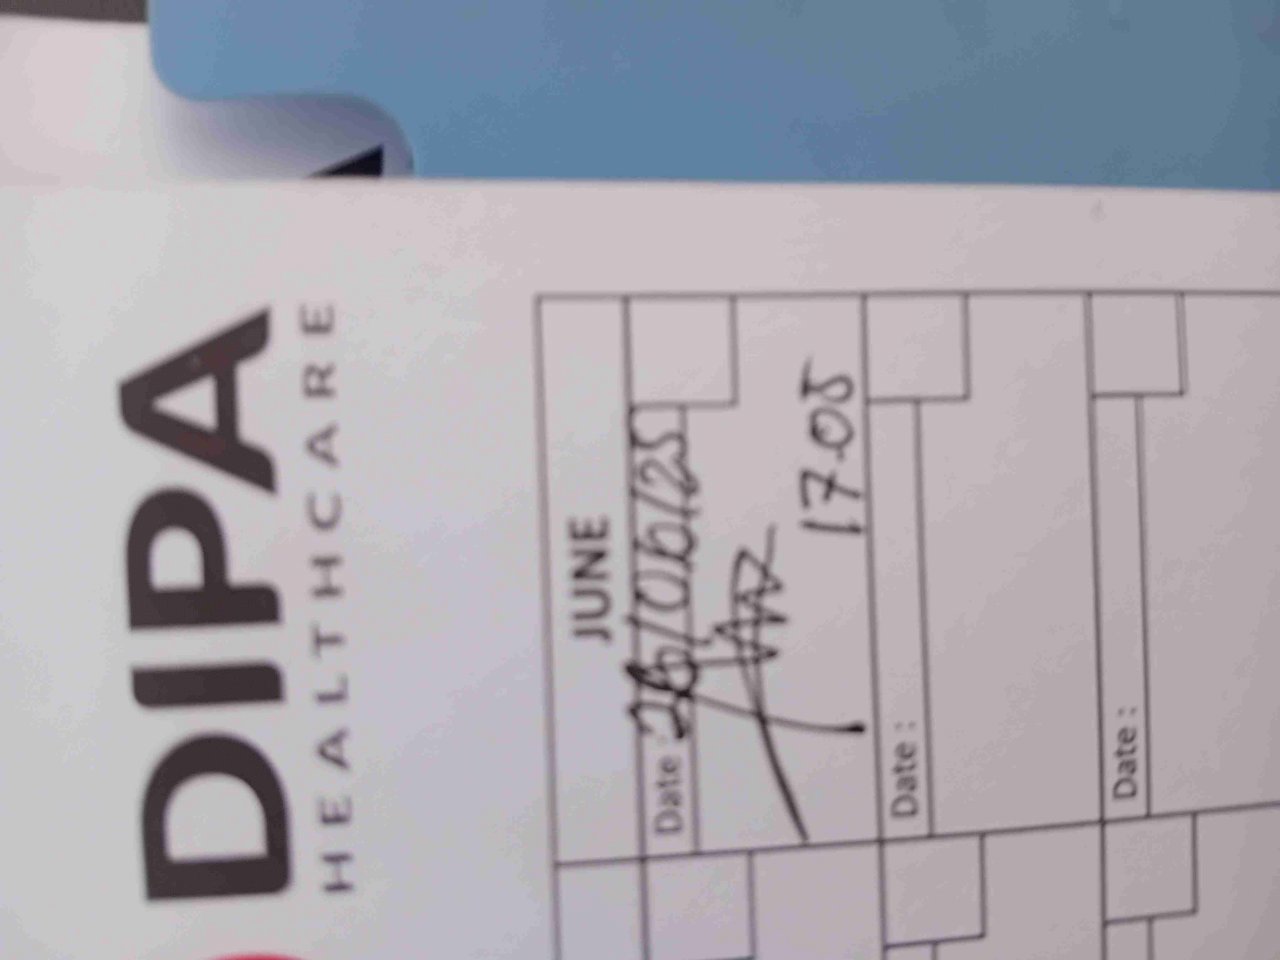 DIPA
HEALTHCARE
JUNE
Date : 26/06/25
17.05
Date :
Date :